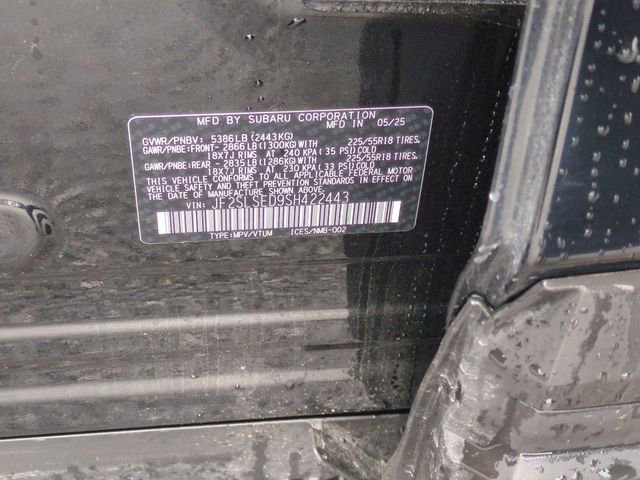 MFD BY SUBARU CORPORATION
MFD IN 05/25
GVWR/PNBV: 5386LB(2443KG)
GAWR/PNBE:FRONT- 2866LB(1300KG)WITH 225/55R18 TIRES,
18X7J RIMS AT 240 KPA(35 PSI)COLD
GAWR/PNBE:REAR - 2835LB(1286KG)WITH 225/55R18 TIRES,
18X7J RIMS AT 230 KPA(33 PSI)COLD
THIS VEHICLE CONFORMS TO ALL APPLICABLE FEDERAL MOTOR
VEHICLE SAFETY AND THEFT PREVENTION STANDARDS IN EFFECT ON
THE DATE OF MANUFACTURE SHOWN ABOVE.
VIN: JF2SLSED9SH422443
TYPE:MPV/VTUM ICES/NMB-002